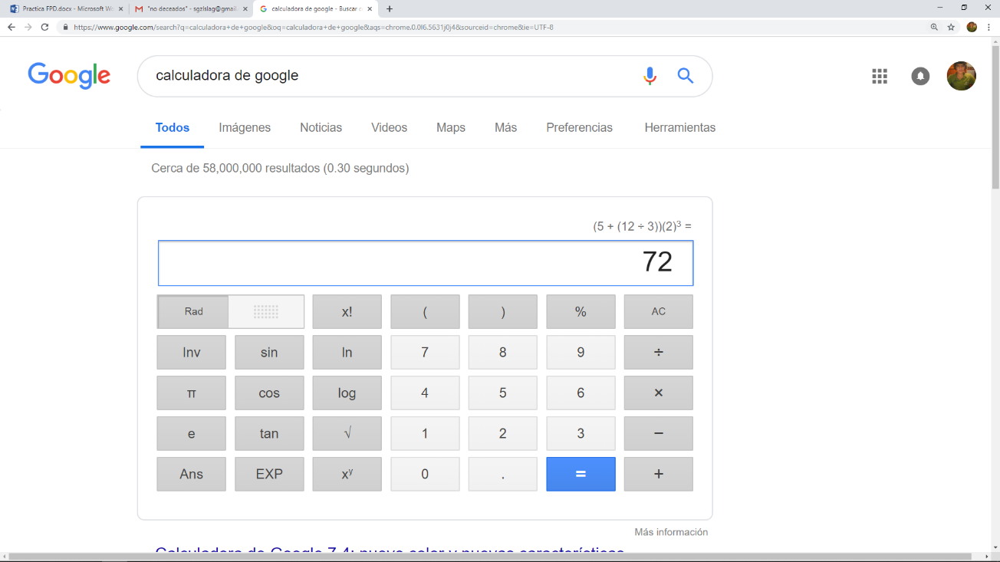 Practica FPD.docx - Microsoft Wo
"no deceados" - sgzlslag@gmail.
calculadora de google - Buscar c
https://www.google.com/search?q=calculadora+de+google&oq=calculadora+de+google&aqs=chrome.0.0l6.5631j0j4&sourceid=chrome&ie=UTF-8
Google
calculadora de google
Todos Imágenes Noticias Videos Maps Más Preferencias Herramientas
Cerca de 58,000,000 resultados (0.30 segundos)
(5 + (12 ÷ 3))(2)³ =
72
Rad x! ( ) % AC
Inv sin ln 7 8 9 ÷
π cos log 4 5 6 ×
e tan √ 1 2 3 −
Ans EXP xʸ 0 . = +
Más información
Calculadora de Google 7.4: nuevo color y nuevas características